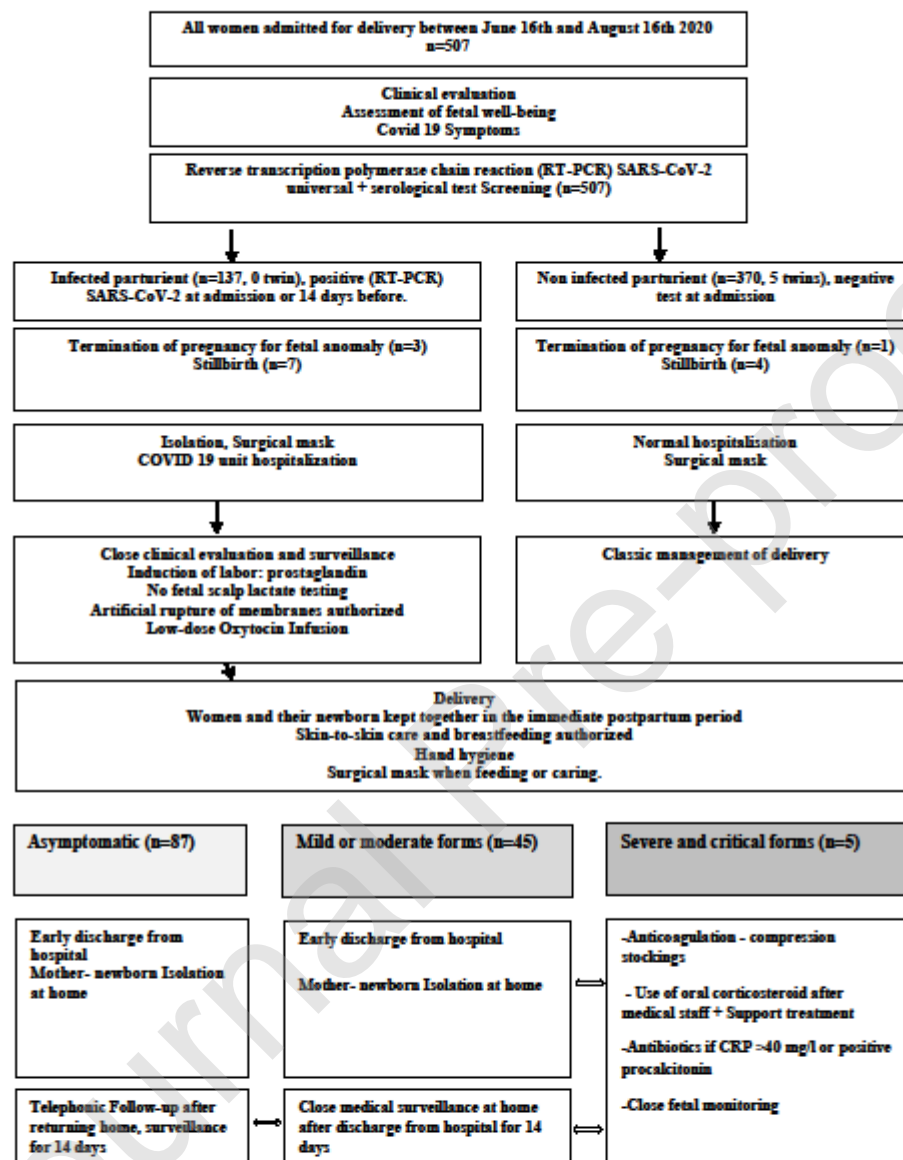 All women admitted for delivery between June 16th and August 16th 2020
n=507
Clinical evaluation
Assessment of fetal well-being
Covid 19 Symptoms
Reverse transcription polymerase chain reaction (RT-PCR) SARS-CoV-2
universal + serological test Screening (n=507)
Infected parturient (n=137, 0 twin), positive (RT-PCR)
SARS-CoV-2 at admission or 14 days before.
Non infected parturient (n=370, 5 twins), negative
test at admission
Termination of pregnancy for fetal anomaly (n=3)
Stillbirth (n=7)
Termination of pregnancy for fetal anomaly (n=1)
Stillbirth (n=4)
Isolation, Surgical mask
COVID 19 unit hospitalization
Normal hospitalisation
Surgical mask
Close clinical evaluation and surveillance
Induction of labor: prostaglandin
No fetal scalp lactate testing
Artificial rupture of membranes authorized
Low-dose Oxytocin Infusion
Classic management of delivery
Delivery
Women and their newborn kept together in the immediate postpartum period
Skin-to-skin care and breastfeeding authorized
Hand hygiene
Surgical mask when feeding or caring.
Asymptomatic (n=87)
Mild or moderate forms (n=45)
Severe and critical forms (n=5)
Early discharge from
hospital
Mother- newborn Isolation
at home
Early discharge from hospital
Mother- newborn Isolation at home
-Anticoagulation - compression
stockings
- Use of oral corticosteroid after
medical staff + Support treatment
-Antibiotics if CRP >40 mg/l or positive
procalcitonin
-Close fetal monitoring
Telephonic Follow-up after
returning home, surveillance
for 14 days
Close medical surveillance at home
after discharge from hospital for 14
days
Journal Pre-proo